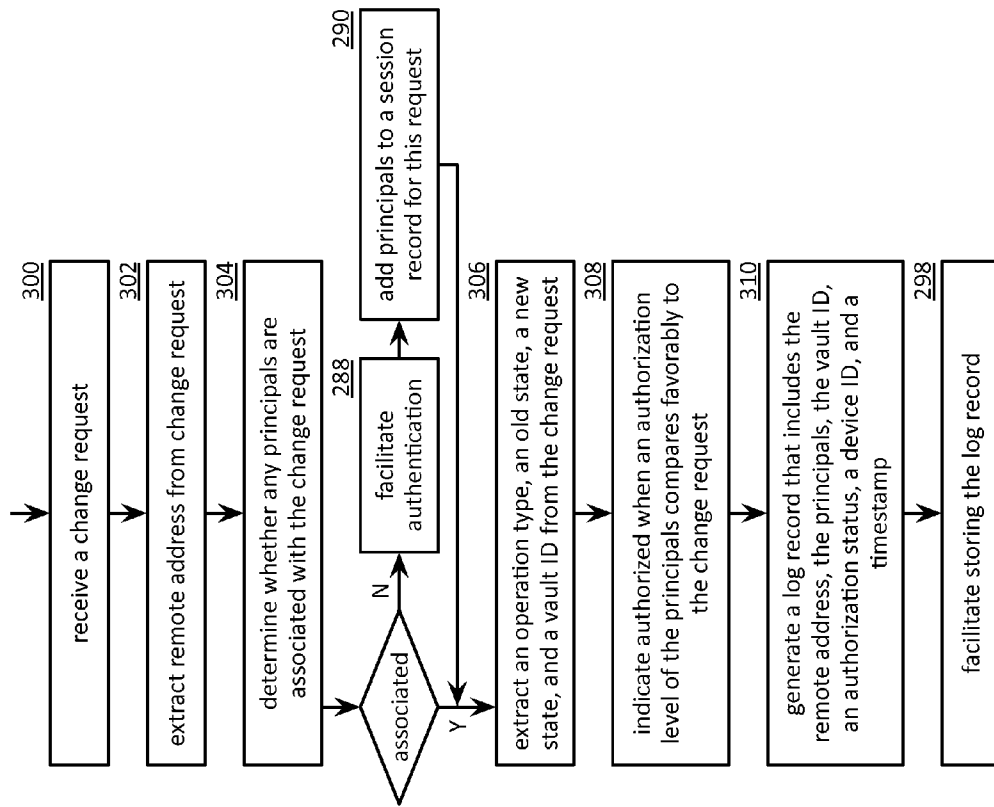 300
receive a change request
302
extract remote address from change request
304
determine whether any principals are
associated with the change request
associated
N
Y
288
facilitate
authentication
290
add principals to a session
record for this request
306
extract an operation type, an old state, a new
state, and a vault ID from the change request
308
indicate authorized when an authorization
level of the principals compares favorably to
the change request
310
generate a log record that includes the
remote address, the principals, the vault ID,
an authorization status, a device ID, and a
timestamp
298
facilitate storing the log record